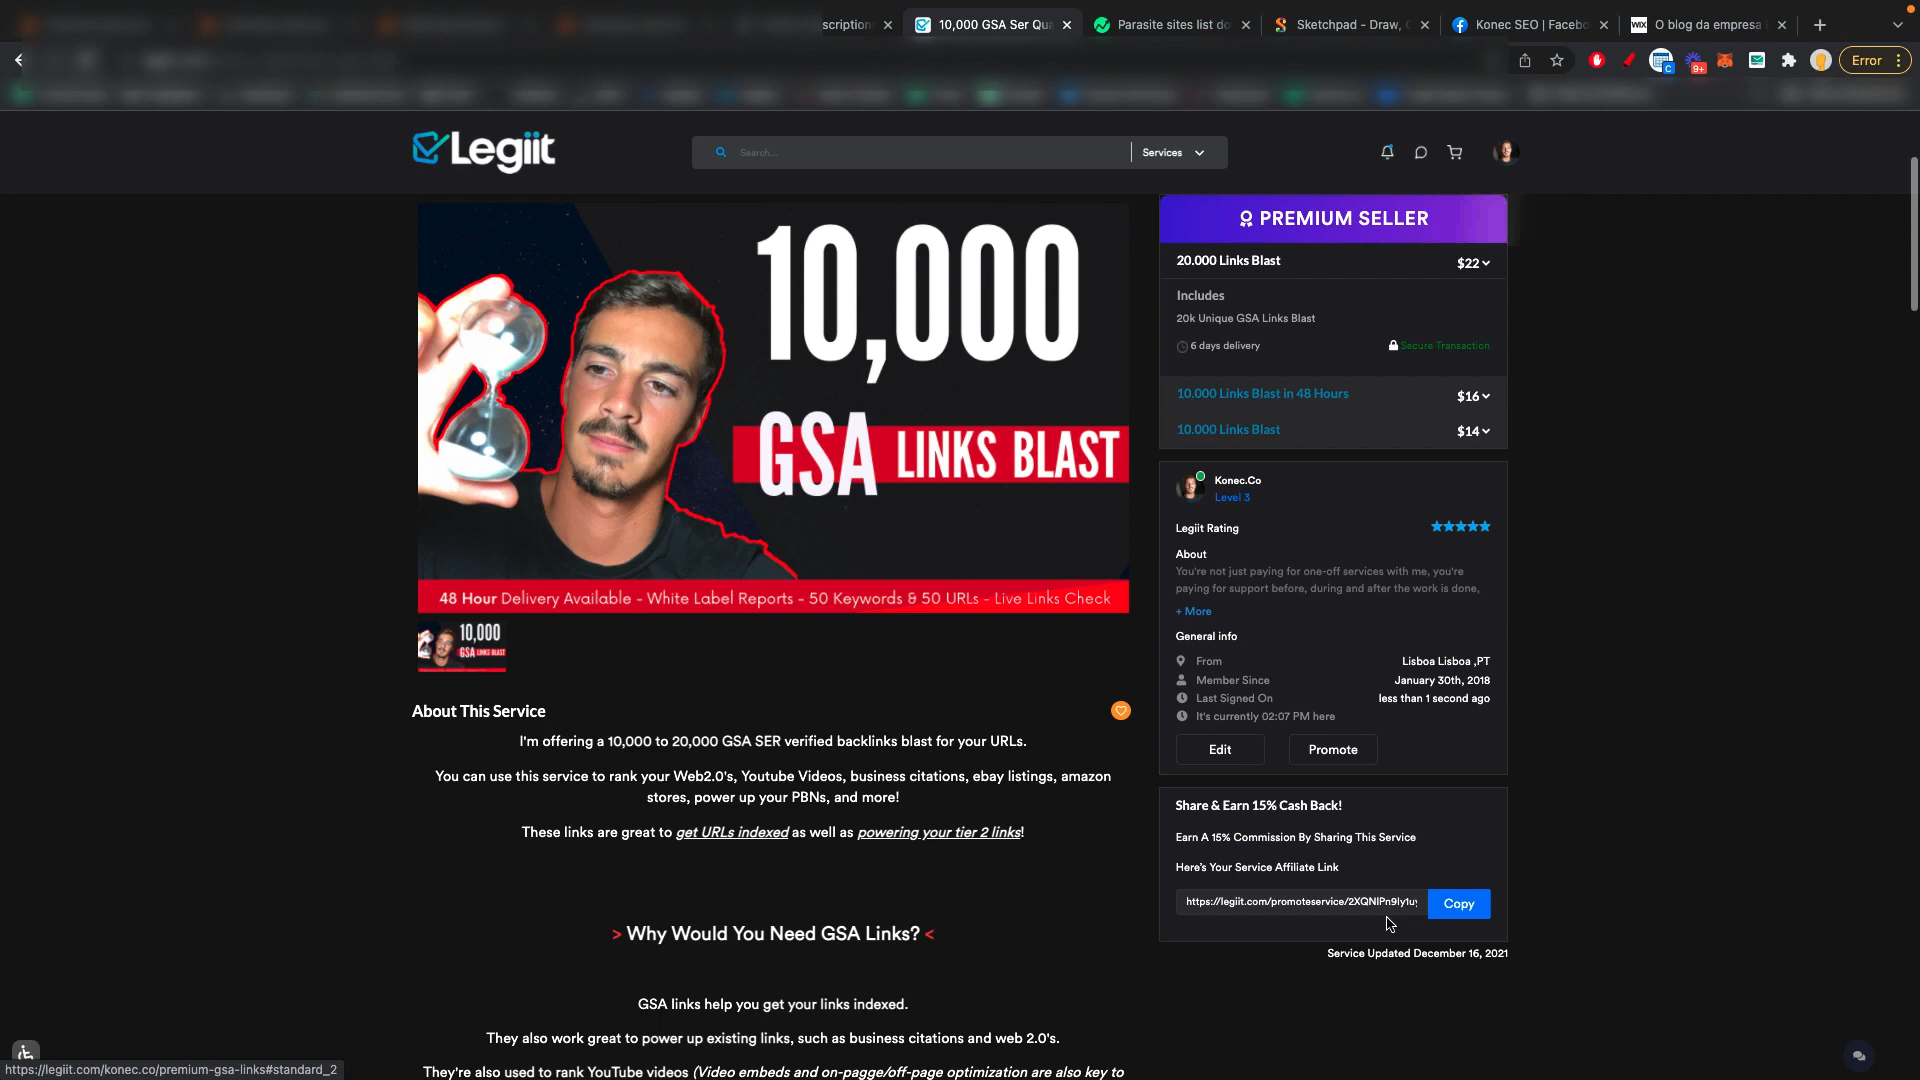 scription
10,000 GSA Ser Qua
Parasite sites list do
Sketchpad - Draw, C
Konec SEO | Facebo
WIX
O blog da empresa
C
9+
Error
Legiit
Search...
Services
10,000
GSA LINKS BLAST
48 Hour Delivery Available - White Label Reports - 50 Keywords & 50 URLs - Live Links Check
10,000
GSA LINKS BLAST
About This Service
I'm offering a 10,000 to 20,000 GSA SER verified backlinks blast for your URLs.
You can use this service to rank your Web2.0's, Youtube Videos, business citations, ebay listings, amazon
stores, power up your PBNs, and more!
These links are great to get URLs indexed as well as powering your tier 2 links!
> Why Would You Need GSA Links? <
GSA links help you get your links indexed.
They also work great to power up existing links, such as business citations and web 2.0's.
They're also used to rank YouTube videos (Video embeds and on-pagge/off-page optimization are also key to
PREMIUM SELLER
20.000 Links Blast $22
Includes
20k Unique GSA Links Blast
6 days delivery Secure Transaction
10.000 Links Blast in 48 Hours $16
10.000 Links Blast $14
Konec.Co
Level 3
Legiit Rating
About
You're not just paying for one-off services with me, you're
paying for support before, during and after the work is done,
+ More
General info
From Lisboa Lisboa ,PT
Member Since January 30th, 2018
Last Signed On less than 1 second ago
It's currently 02:07 PM here
Edit Promote
Share & Earn 15% Cash Back!
Earn A 15% Commission By Sharing This Service
Here's Your Service Affiliate Link
https://legiit.com/promoteservice/2XQNIPn9Iy1uy Copy
Service Updated December 16, 2021
https://legiit.com/konec.co/premium-gsa-links#standard_2